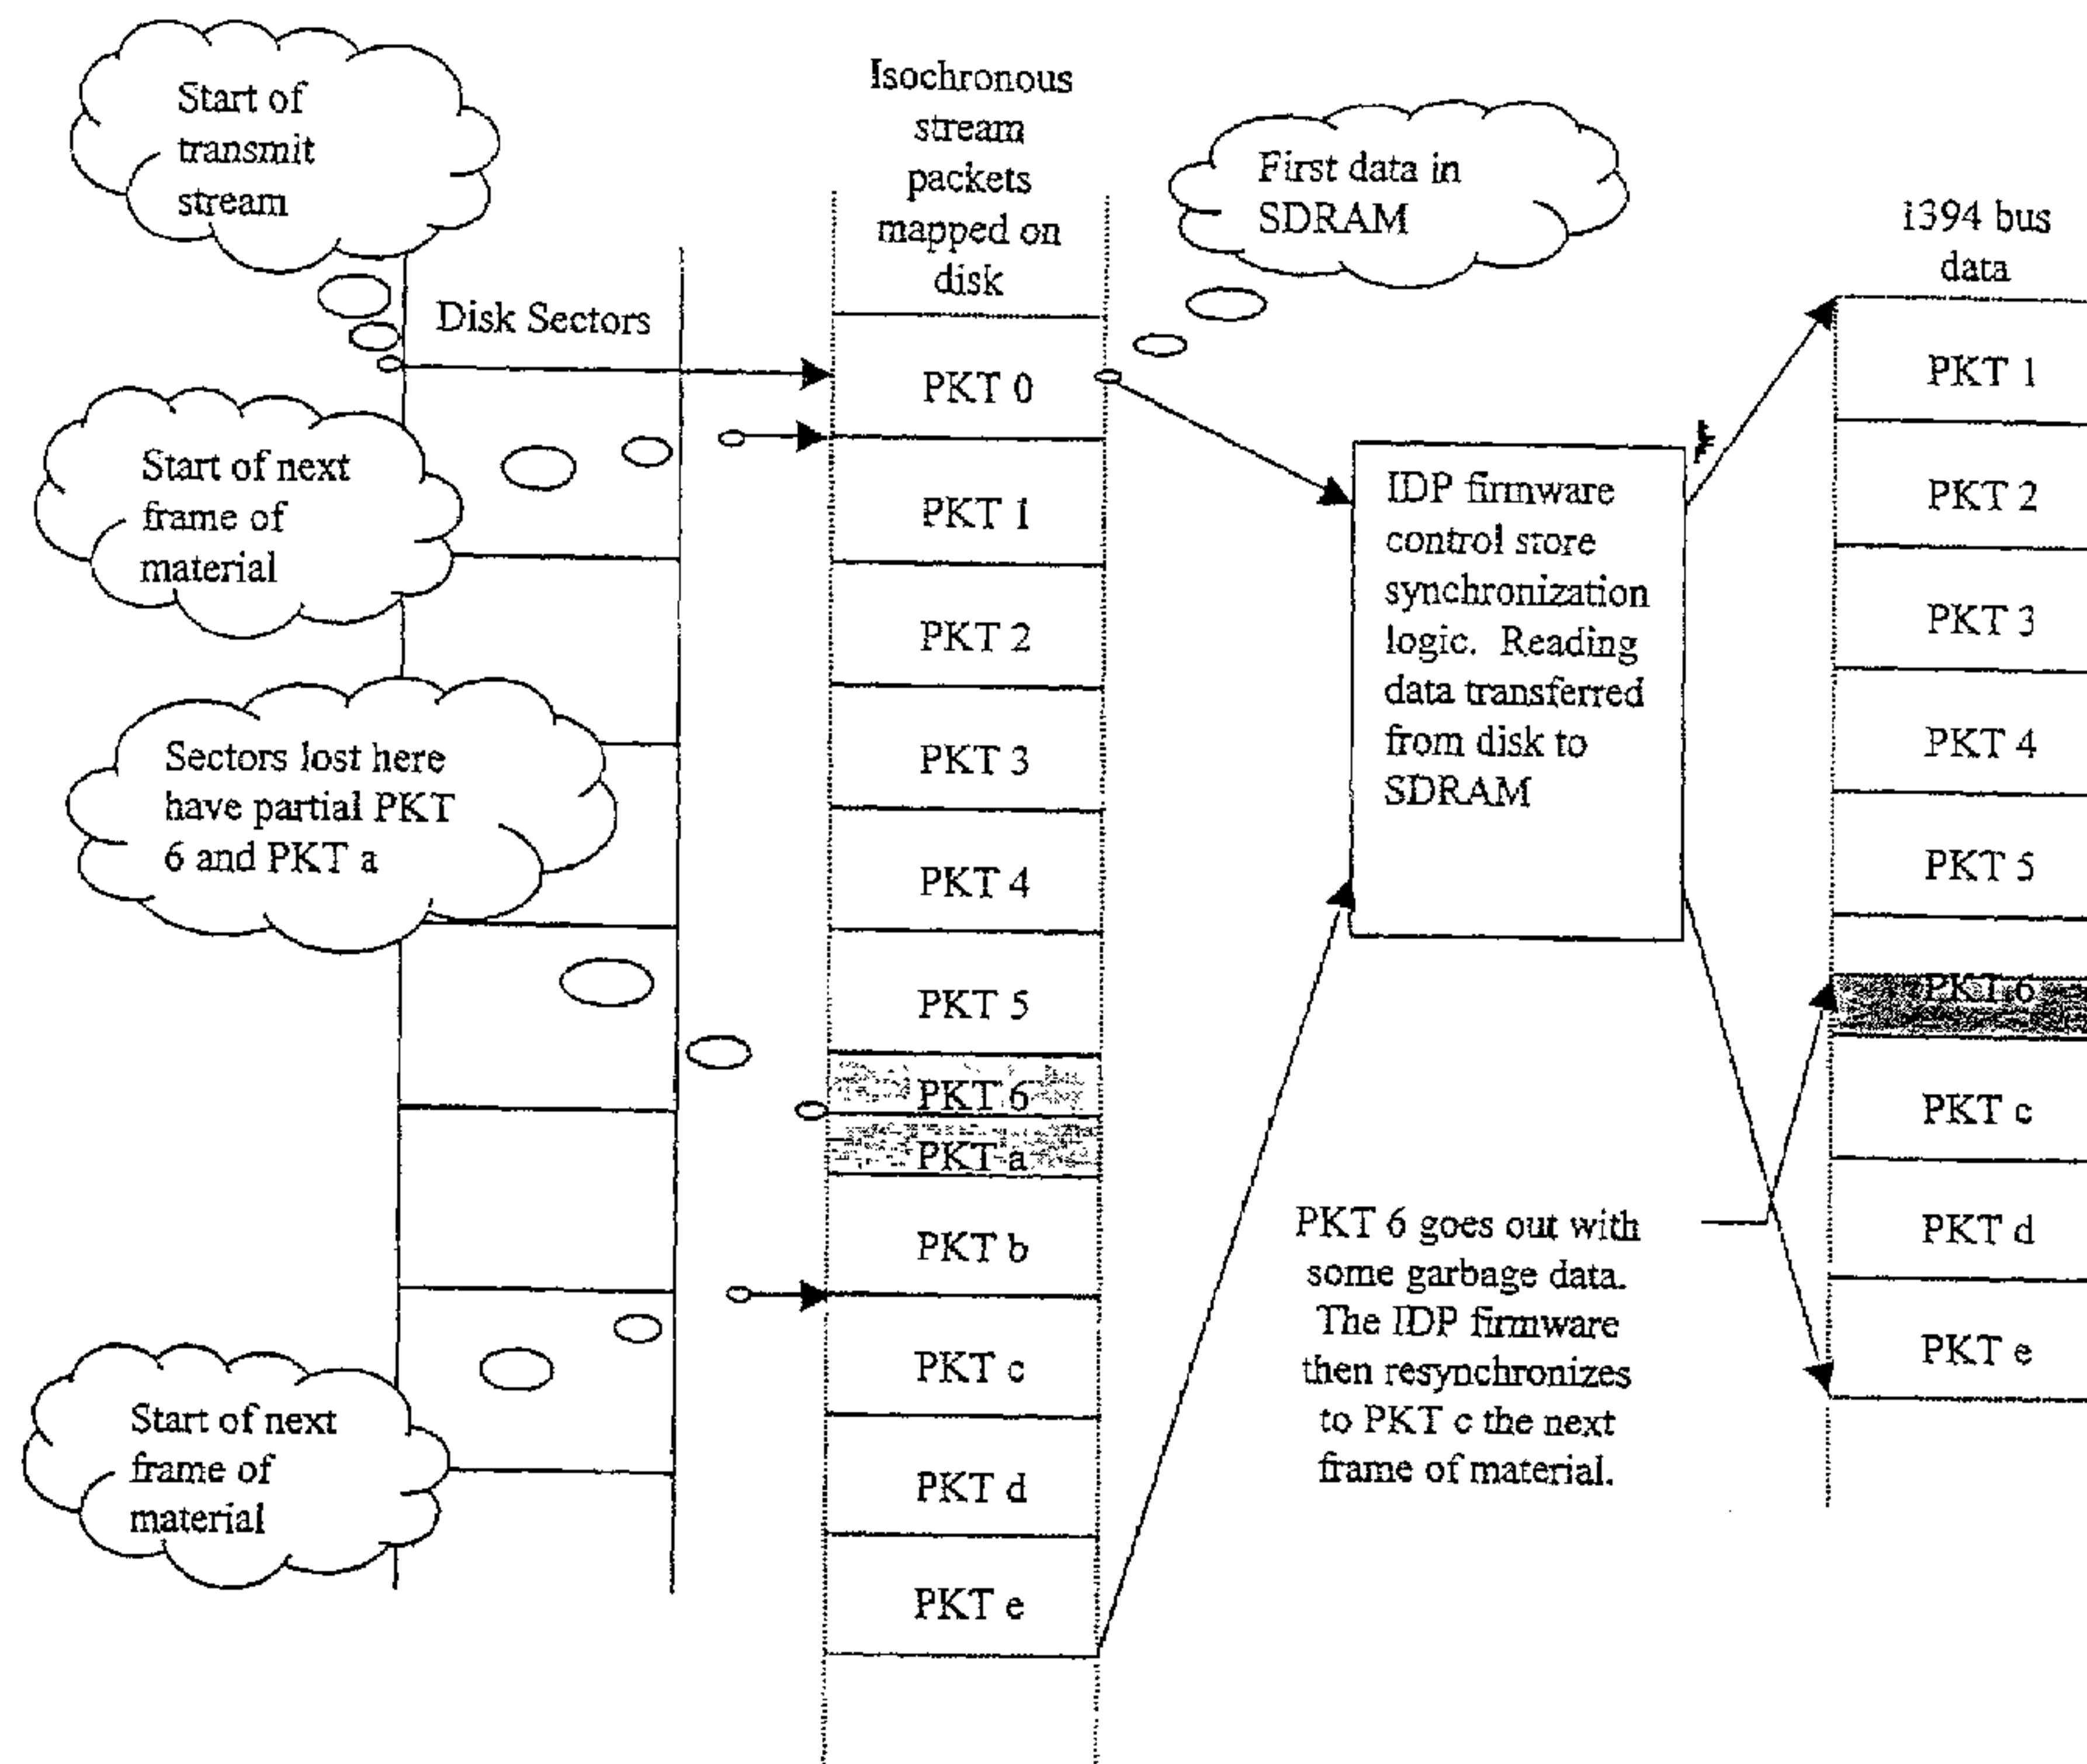 Start of
transmit
stream
Disk Sectors
Start of next
frame of
material
Sectors lost here
have partial PKT
6 and PKT a
Start of next
frame of
material
Isochronous
stream
packets
mapped on
disk
PKT 0
PKT 1
PKT 2
PKT 3
PKT 4
PKT 5
PKT 6
PKT a
PKT b
PKT c
PKT d
PKT e
First data in
SDRAM
IDP firmware
control store
synchronization
logic. Reading
data transferred
from disk to
SDRAM
PKT 6 goes out with
some garbage data.
The IDP firmware
then resynchronizes
to PKT c the next
frame of material.
1394 bus
data
PKT 1
PKT 2
PKT 3
PKT 4
PKT 5
PKT 6
PKT c
PKT d
PKT e